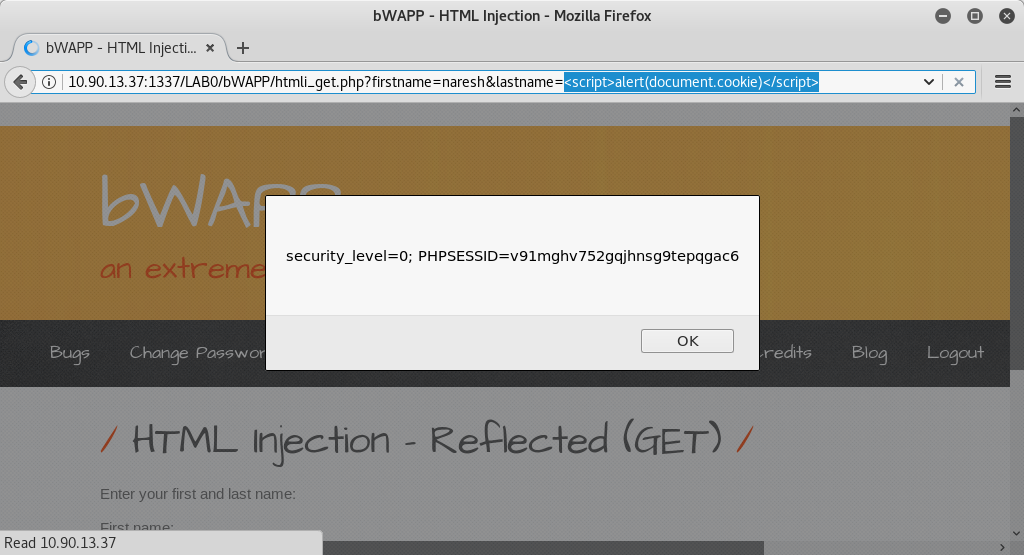 bWAPP - HTML Injection - Mozilla Firefox
bWAPP - HTML Injecti...
10.90.13.37:1337/LAB0/bWAPP/htmli_get.php?firstname=naresh&lastname=<script>alert(document.cookie)</script>
bWAPP
an extreme
security_level=0; PHPSESSID=v91mghv752gqjhnsg9tepqgac6
OK
Bugs Change Passwor redits Blog Logout
/ HTML Injection - Reflected (GET) /
Enter your first and last name:
First name:
Read 10.90.13.37